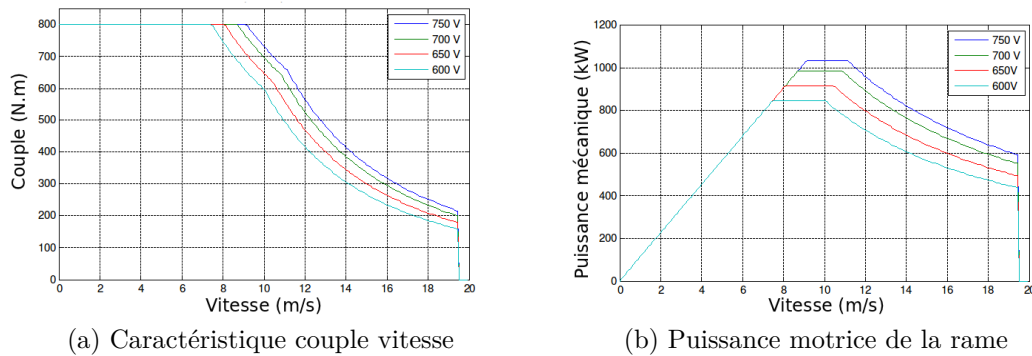 800
700
600
500
400
300
200
100
0
Couple (N.m)
0 2 4 6 8 10 12 14 16 18 20
Vitesse (m/s)
750 V
700 V
650 V
600 V
(a) Caractéristique couple vitesse
1200
1000
800
600
400
200
0
Puissance mécanique (kW)
0 2 4 6 8 10 12 14 16 18 20
Vitesse (m/s)
750 V
700 V
650V
600V
(b) Puissance motrice de la rame